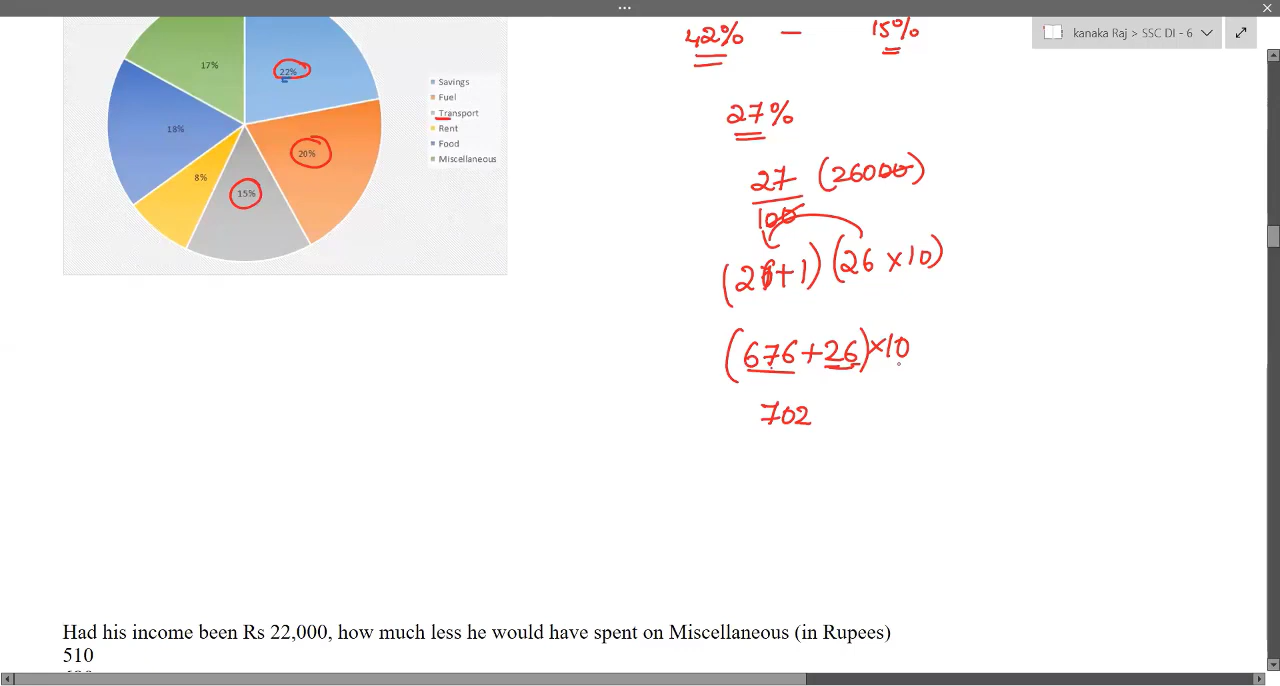 ...
kanaka Raj > SSC DI - 6
42% - 15%
17%
22%
Savings
Fuel
Transport
Rent
Food
Miscellaneous
27%
18%
20%
8%
15%
27 (26000)
100
(26+1) (26 ×10)
(676+26)×10
702
Had his income been Rs 22,000, how much less he would have spent on Miscellaneous (in Rupees)
510